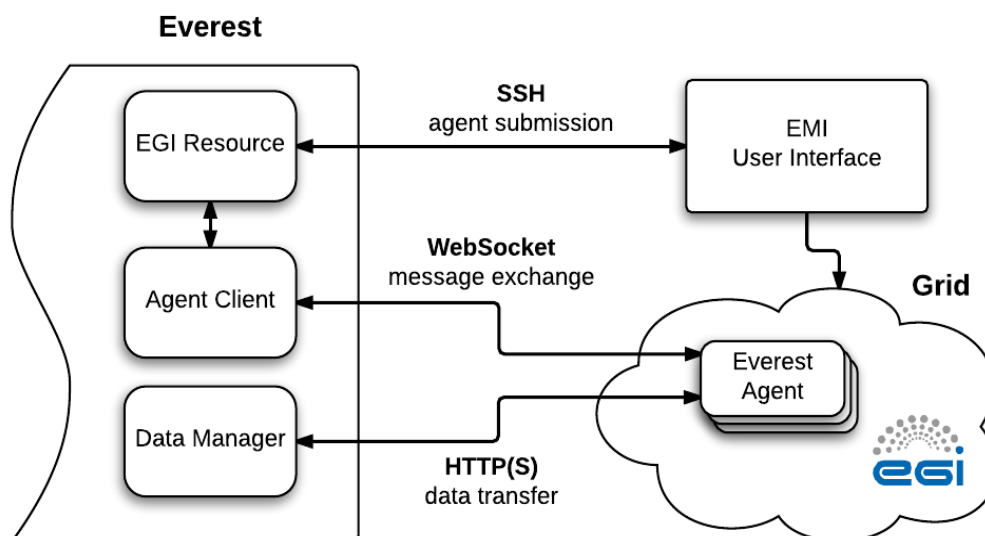 Everest
EGI Resource
SSH
agent submission
EMI
User Interface
Agent Client
WebSocket
message exchange
Grid
Everest
Agent
Data Manager
HTTP(S)
data transfer
egi